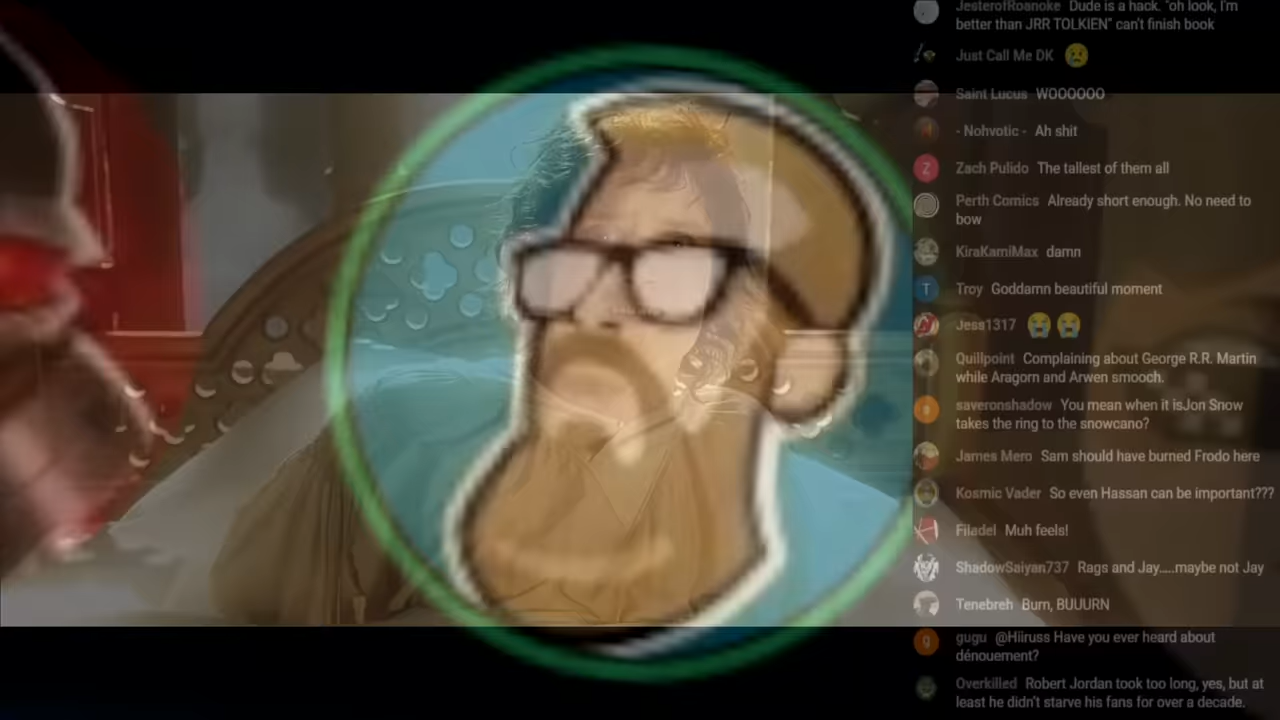 JesterofRoanoke Dude is a hack. "oh look, I'm
better than JRR TOLKIEN" can't finish book
Just Call Me DK
Saint Lucus WOOOOOO
- Nohvotic - Ah shit
Z Zach Pulido The tallest of them all
Perth Comics Already short enough. No need to
bow
KiraKamiMax damn
T Troy Goddamn beautiful moment
Jess1317
Quillpoint Complaining about George R.R. Martin
while Aragorn and Arwen smooch.
saveronshadow You mean when it isJon Snow
takes the ring to the snowcano?
James Mero Sam should have burned Frodo here
Kosmic Vader So even Hassan can be important???
Filadel Muh feels!
ShadowSaiyan737 Rags and Jay.....maybe not Jay
Tenebreh Burn, BUUURN
g gugu @Hiiruss Have you ever heard about
dénouement?
Overkilled Robert Jordan took too long, yes, but at
least he didn't starve his fans for over a decade.